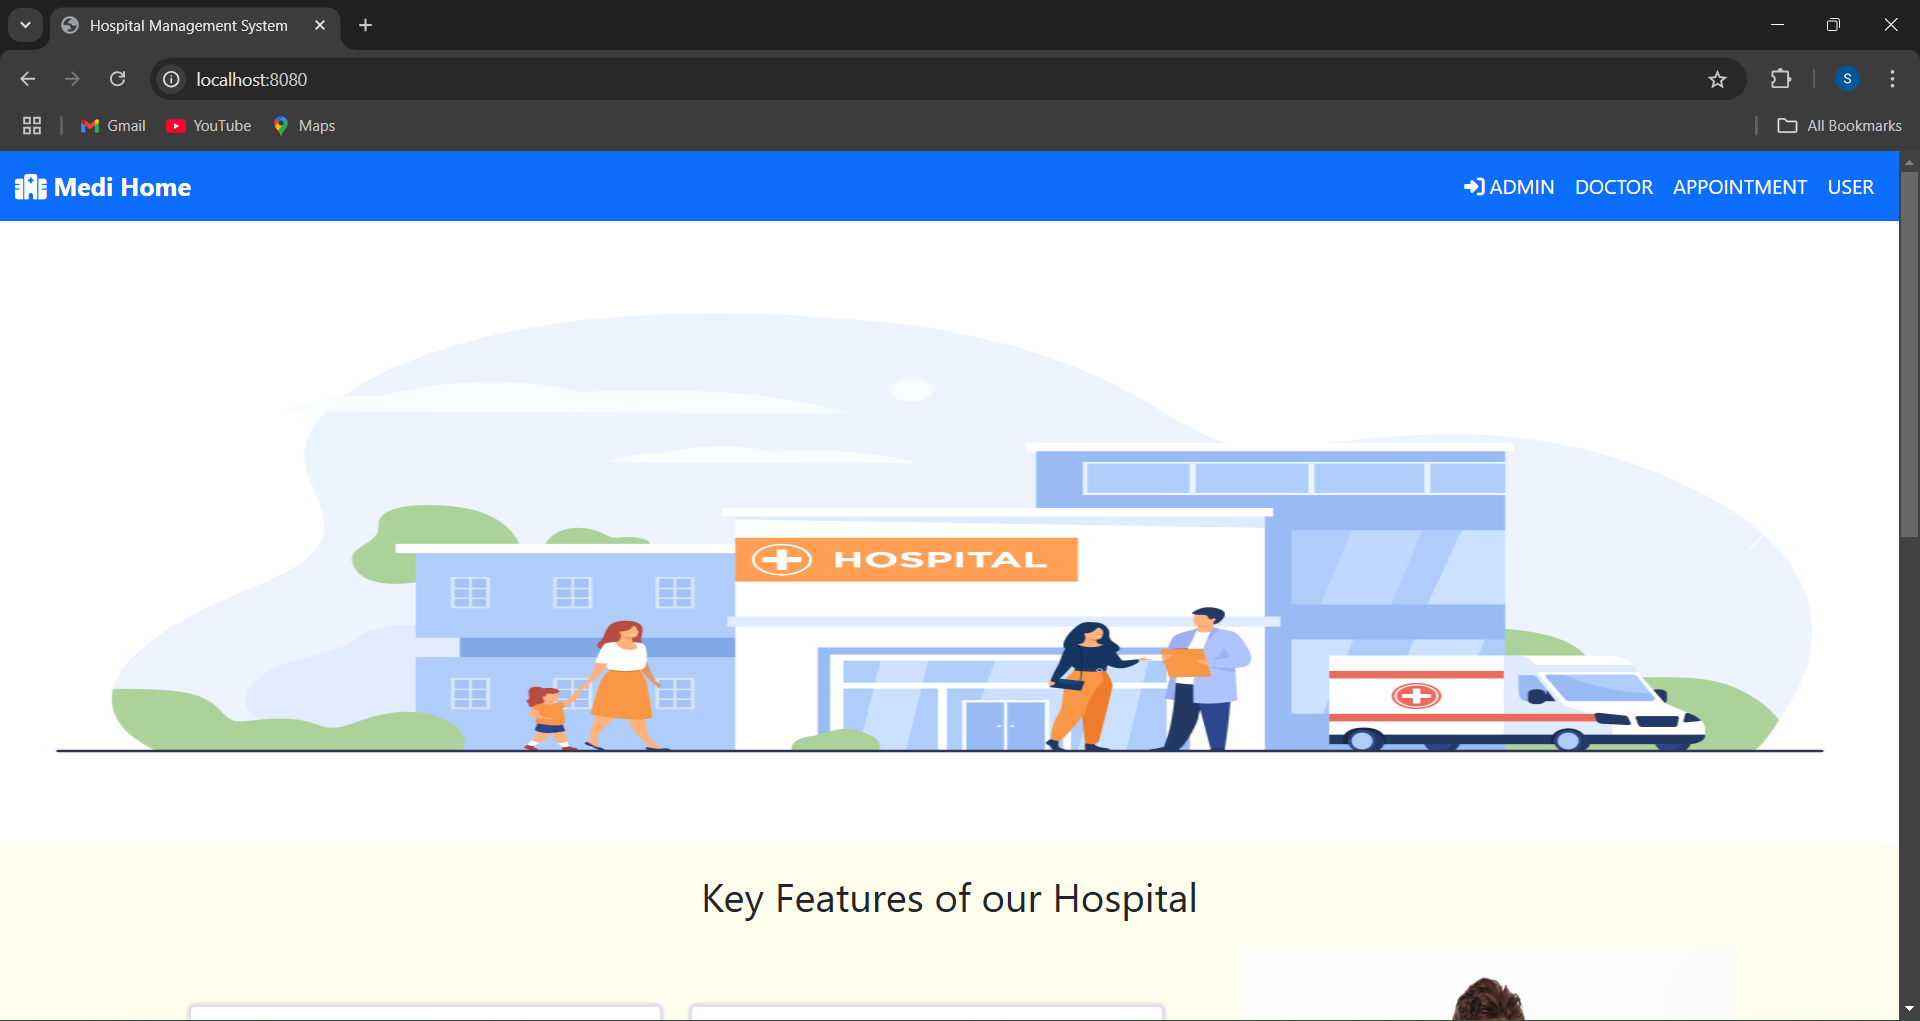 Hospital Management System
localhost:8080
S
Gmail
YouTube
Maps
All Bookmarks
Medi Home
ADMIN DOCTOR APPOINTMENT USER
HOSPITAL
Key Features of our Hospital